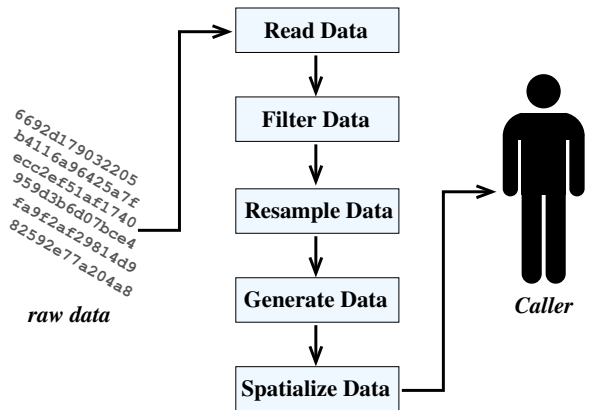 Read Data
Filter Data
Resample Data
Generate Data
Spatialize Data
6692d179032205
b4116a96425a7f
ecc2ef51af1740
959d3b6d07bce4
fa9f2af29814d9
82592e77a204a8
raw data
Caller